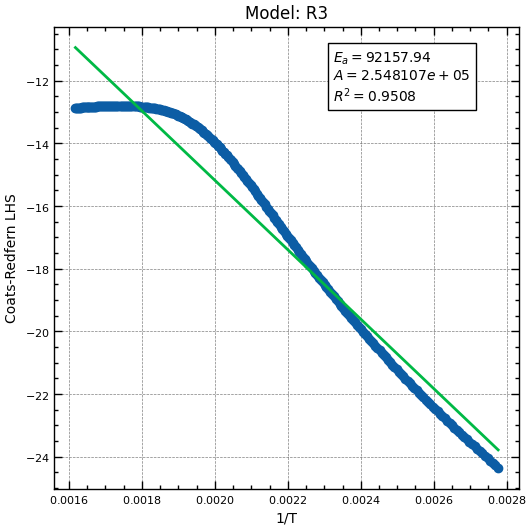 Model: R3
E_a = 92157.94
A = 2.548107e + 05
R^2 = 0.9508
Coats-Redfern LHS
−12
−14
−16
−18
−20
−22
−24
0.0016 0.0018 0.0020 0.0022 0.0024 0.0026 0.0028
1/T